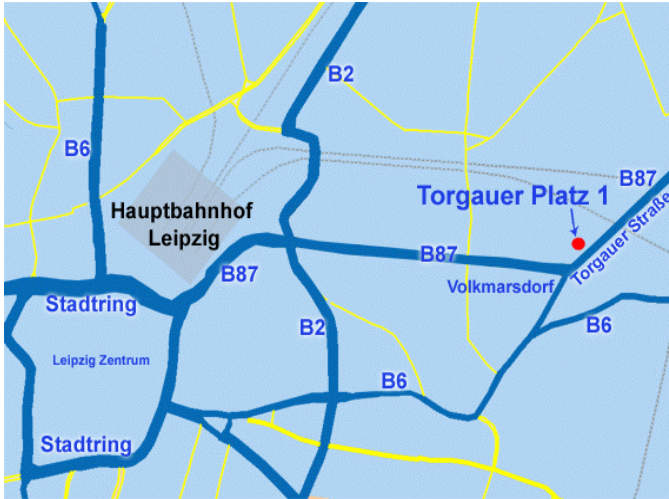 B2
B6
B87
Torgauer Platz 1
Hauptbahnhof
Leipzig
Torgauer Straße
B87
B87
Volkmarsdorf
Stadtring
B2
B6
Leipzig Zentrum
B6
Stadtring